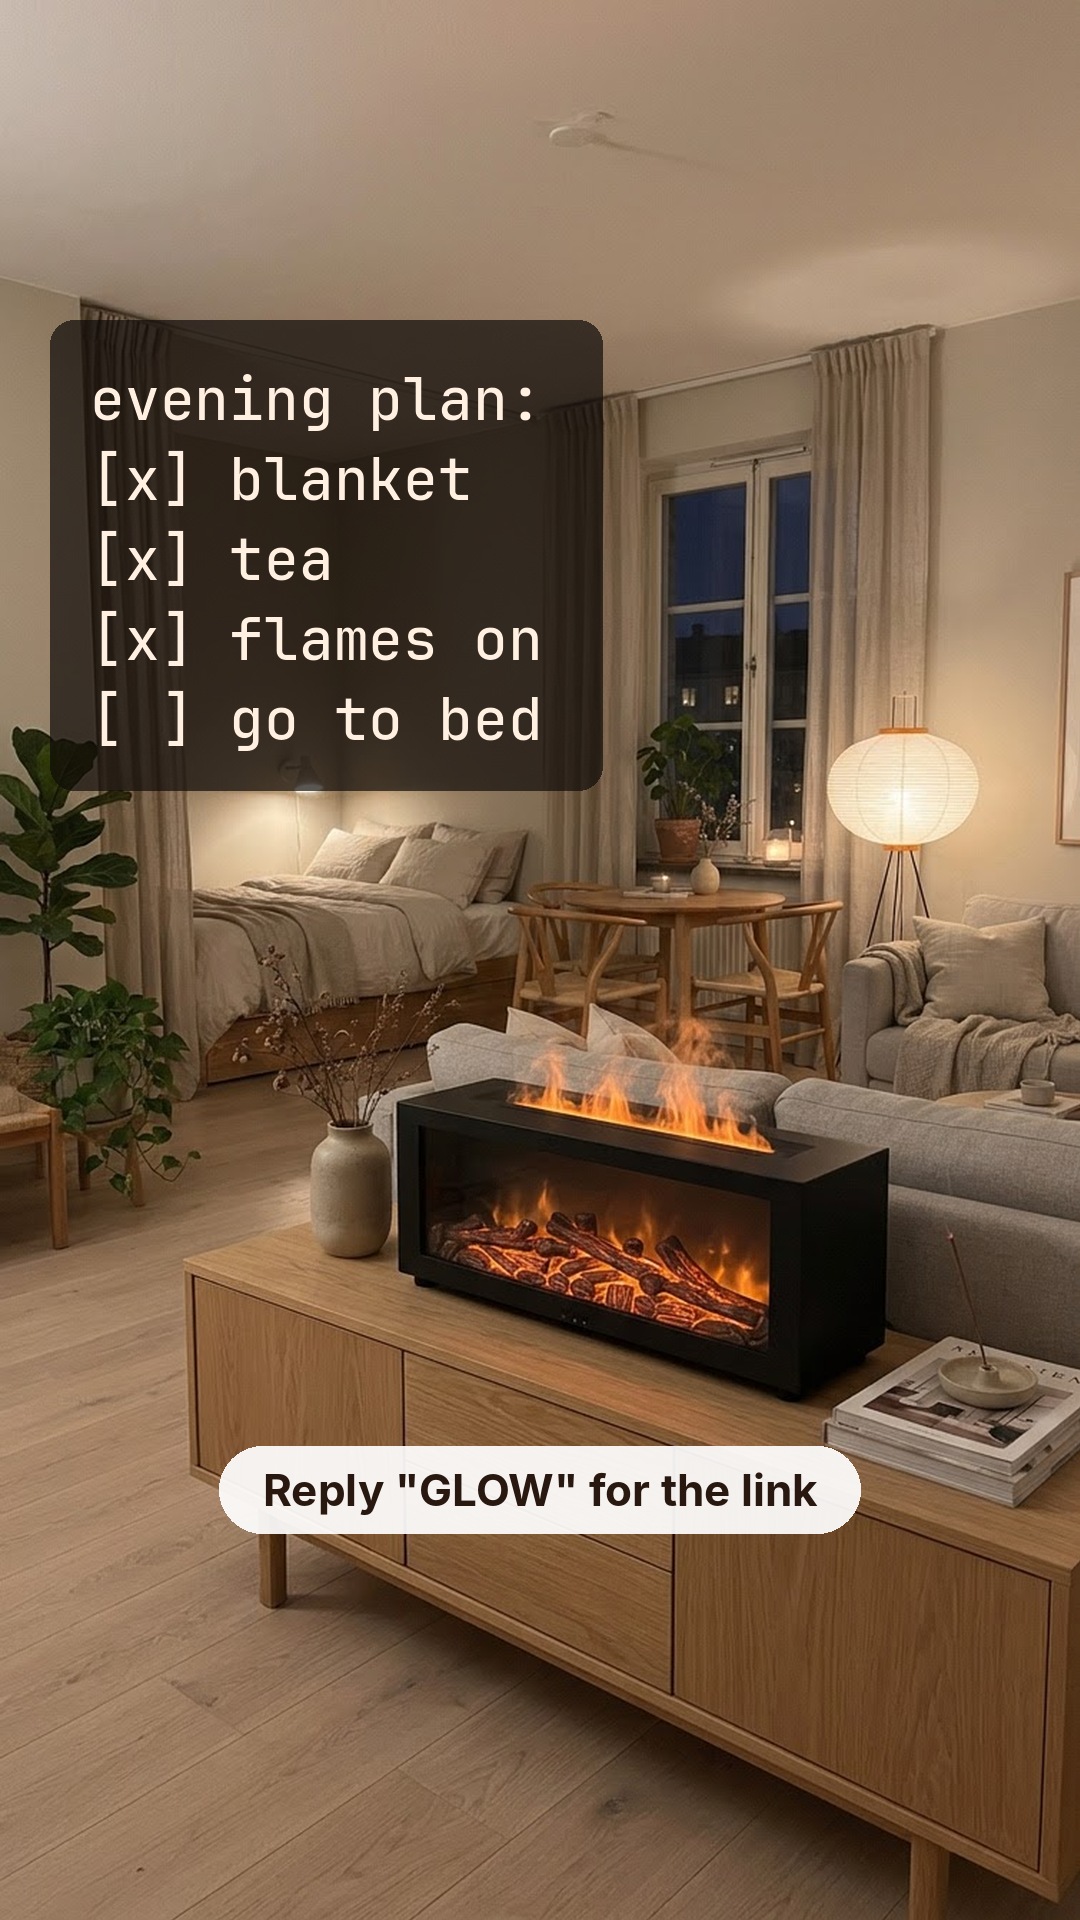 evening plan:
[x] blanket
[x] tea
[x] flames on
[ ] go to bed
Reply "GLOW" for the link